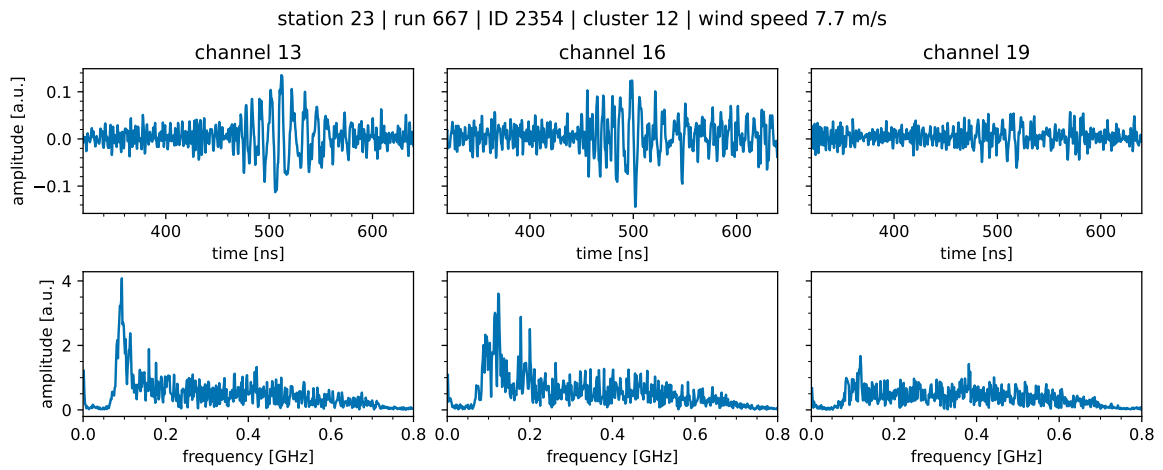 station 23 | run 667 | ID 2354 | cluster 12 | wind speed 7.7 m/s
channel 13
channel 16
channel 19
amplitude [a.u.]
0.1
0.0
−0.1
400
500
600
400
500
600
400
500
600
time [ns]
time [ns]
time [ns]
amplitude [a.u.]
4
2
0
0.0
0.2
0.4
0.6
0.8
0.0
0.2
0.4
0.6
0.8
0.0
0.2
0.4
0.6
0.8
frequency [GHz]
frequency [GHz]
frequency [GHz]